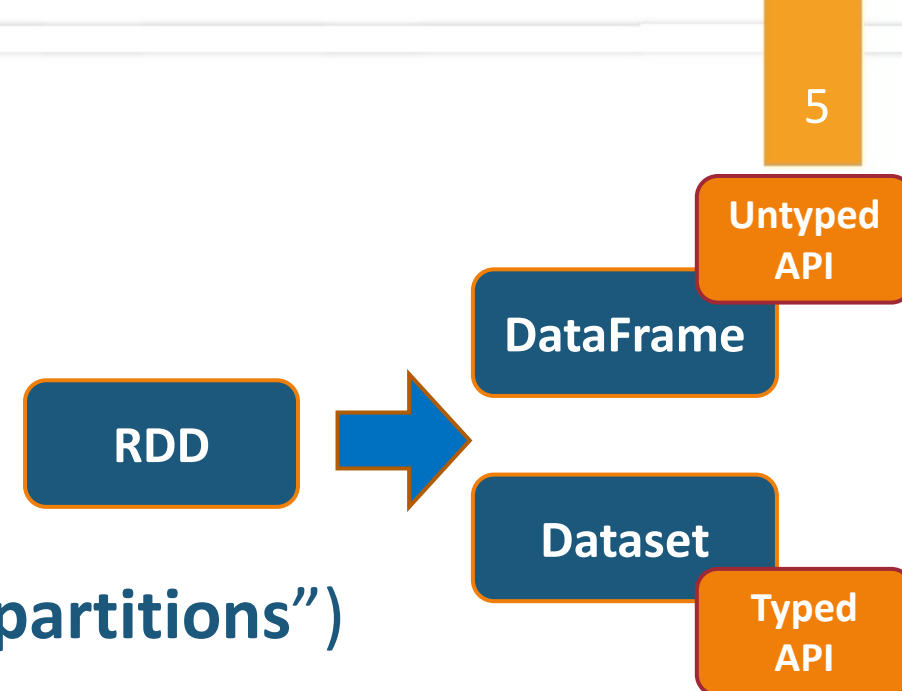 5
Untyped
API
DataFrame
RDD
Dataset
partitions”)
Typed
API